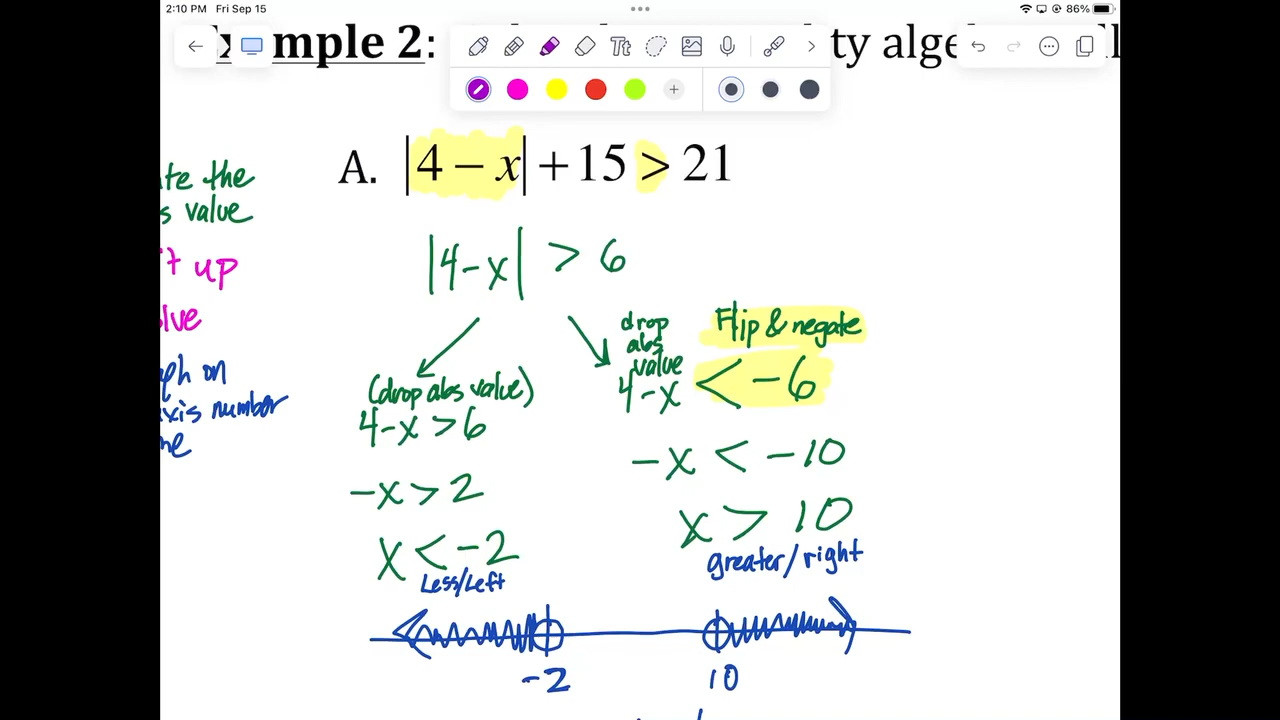 2:10 PM Fri Sep 15
86%
mple 2: ty alge
Tt
A. |4 − x| + 15 > 21
te the
s value
t up
lve
ph on
xis number
ne
|4-x| > 6
drop
abs
value
Flip & negate
4-x < -6
(drop abs value)
4-x > 6
-x < -10
-x > 2
x > 10
x < -2
greater/right
Less/Left
-2 10